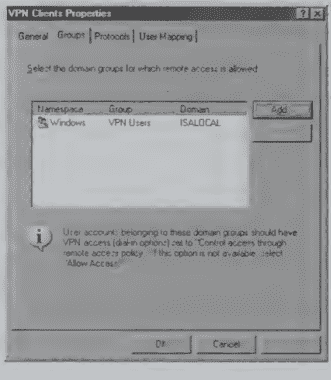 VPN Clients Properties
General Groups Protocols User Mapping
Select the domain groups for which remote access is allowed
Namespace Group Domain
Windows VPN Users ISALOCAL
Add...
User accounts belonging to these domain groups should have
VPN access (dial-in options) set to "Control access through
remote access policy". If this option is not available, select
"Allow Access"
OK Cancel